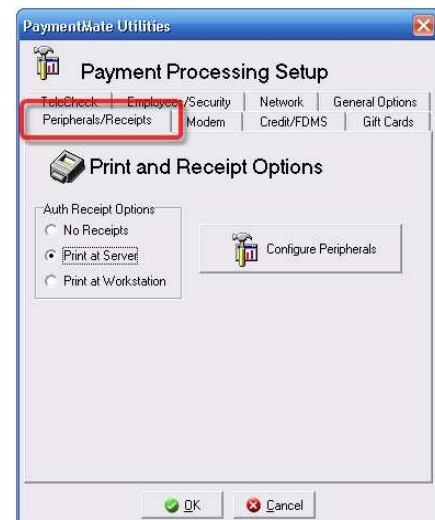 PaymentMate Utilities
Payment Processing Setup
TeleCheck Employees/Security Network General Options
Peripherals/Receipts Modem Credit/FDMS Gift Cards
Print and Receipt Options
Auth Receipt Options
No Receipts
Print at Server
Print at Workstation
Configure Peripherals
OK Cancel